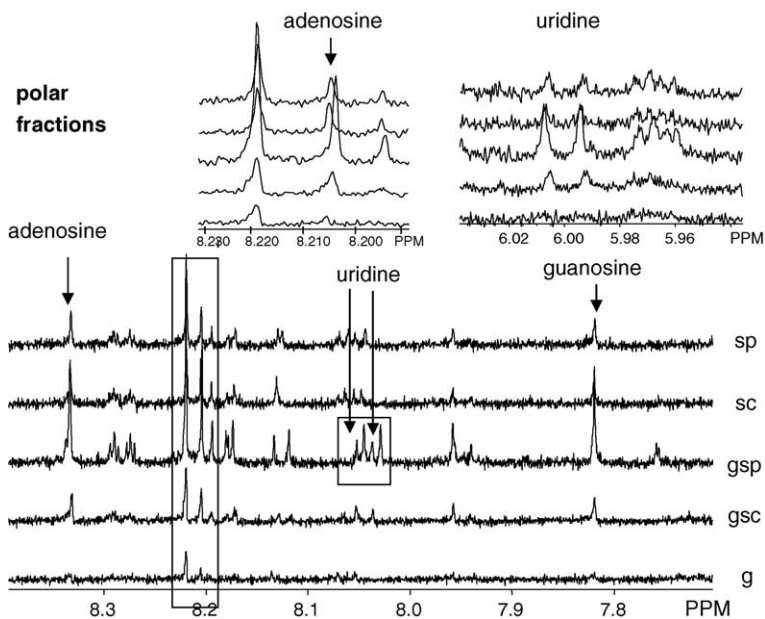 adenosine
uridine
polar
fractions
8.230 8.220 8.210 8.200 PPM
6.02 6.00 5.98 5.96 PPM
adenosine
uridine
guanosine
sp
sc
gsp
gsc
g
8.3 8.2 8.1 8.0 7.9 7.8 PPM